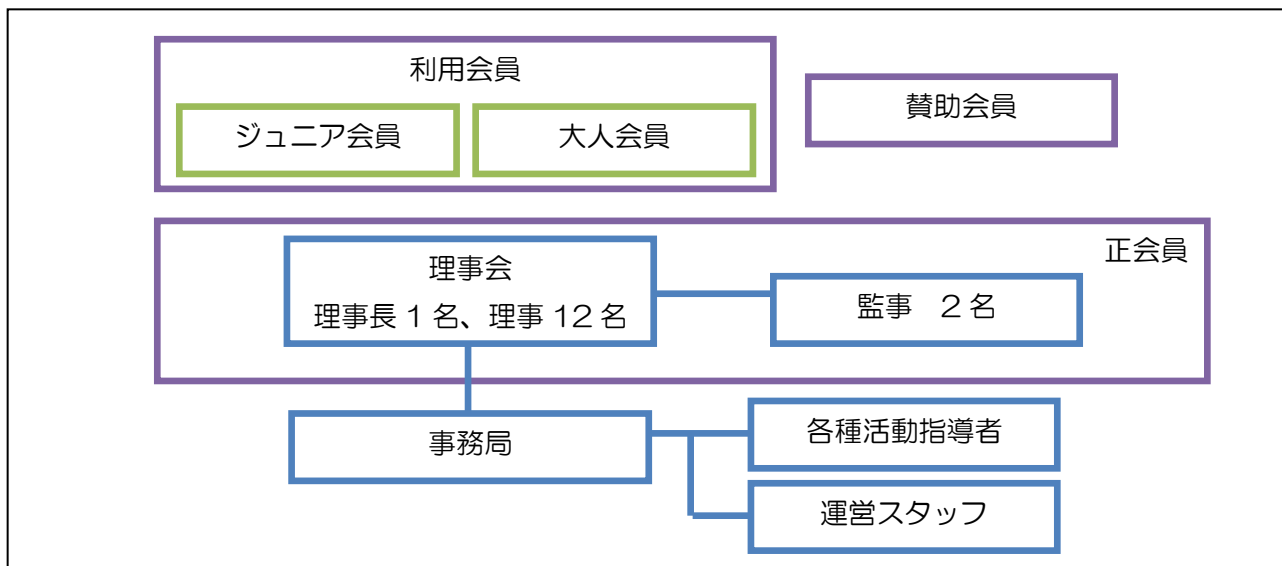 利用会員
ジュニア会員
大人会員
賛助会員
正会員
理事会
理事長 1 名、理事 12 名
監事　2 名
事務局
各種活動指導者
運営スタッフ